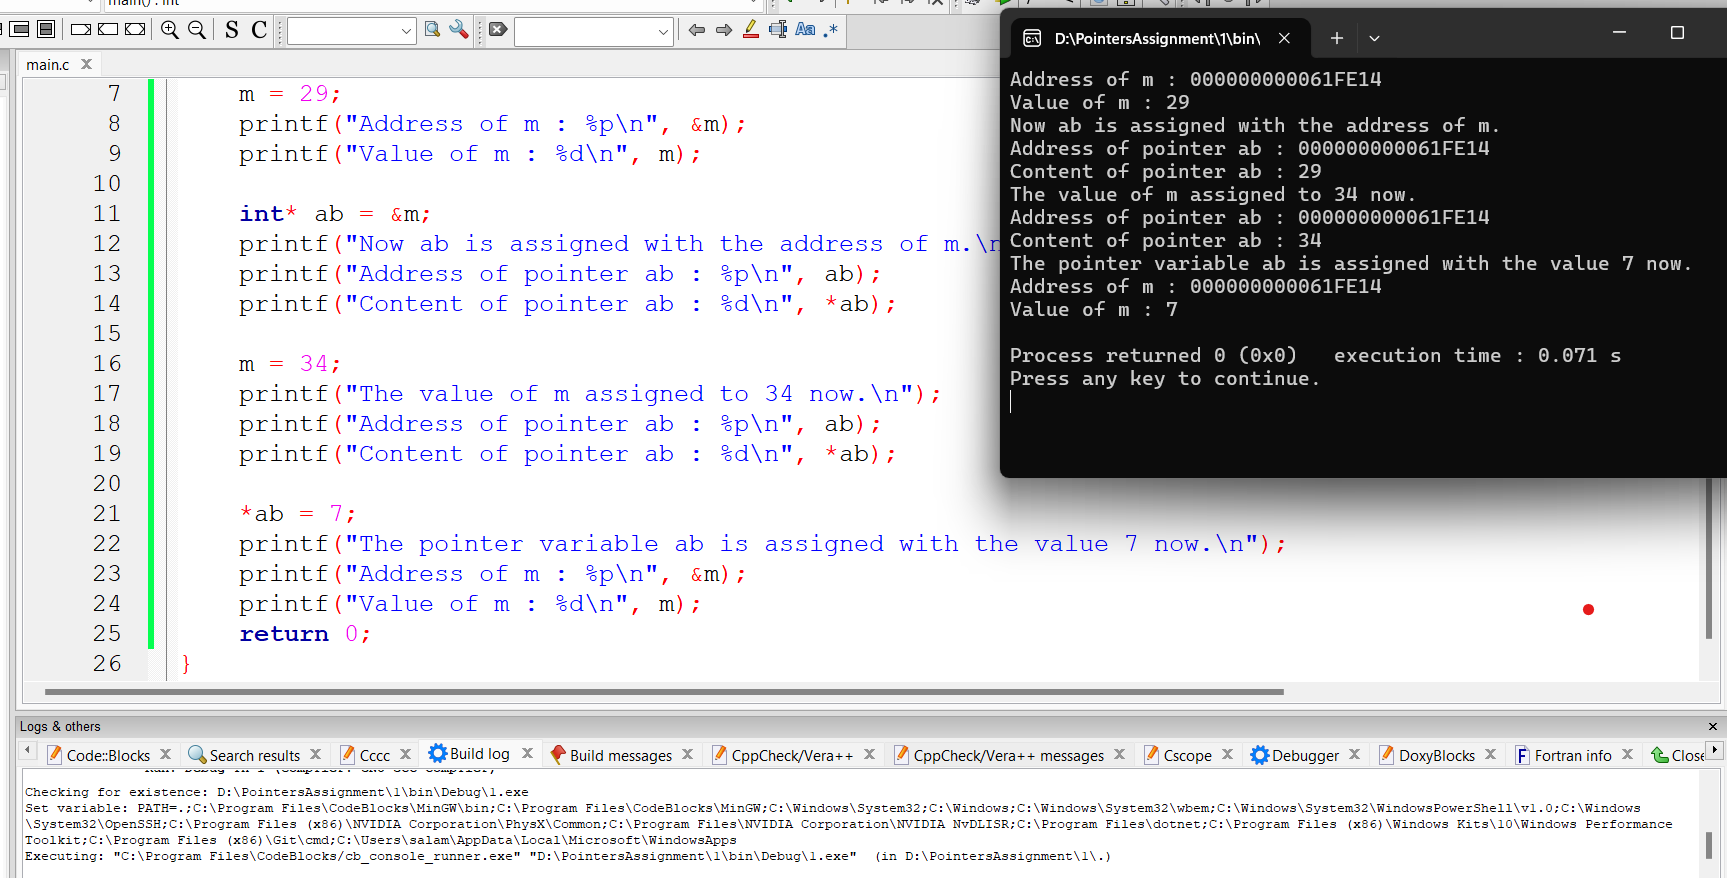 main() : int
S C
main.c
7 m = 29;
8 printf("Address of m : %p\n", &m);
9 printf("Value of m : %d\n", m);
10
11 int* ab = &m;
12 printf("Now ab is assigned with the address of m.\n
13 printf("Address of pointer ab : %p\n", ab);
14 printf("Content of pointer ab : %d\n", *ab);
15
16 m = 34;
17 printf("The value of m assigned to 34 now.\n");
18 printf("Address of pointer ab : %p\n", ab);
19 printf("Content of pointer ab : %d\n", *ab);
20
21 *ab = 7;
22 printf("The pointer variable ab is assigned with the value 7 now.\n");
23 printf("Address of m : %p\n", &m);
24 printf("Value of m : %d\n", m);
25 return 0;
26 }
D:\PointersAssignment\1\bin\
Address of m : 000000000061FE14
Value of m : 29
Now ab is assigned with the address of m.
Address of pointer ab : 000000000061FE14
Content of pointer ab : 29
The value of m assigned to 34 now.
Address of pointer ab : 000000000061FE14
Content of pointer ab : 34
The pointer variable ab is assigned with the value 7 now.
Address of m : 000000000061FE14
Value of m : 7
Process returned 0 (0x0)   execution time : 0.071 s
Press any key to continue.
Logs & others
Code::Blocks Search results Cccc Build log Build messages CppCheck/Vera++ CppCheck/Vera++ messages Cscope Debugger DoxyBlocks Fortran info Close
Checking for existence: D:\PointersAssignment\1\bin\Debug\1.exe
Set variable: PATH=.;C:\Program Files\CodeBlocks\MinGW\bin;C:\Program Files\CodeBlocks\MinGW;C:\Windows\System32;C:\Windows;C:\Windows\System32\wbem;C:\Windows\System32\WindowsPowerShell\v1.0;C:\Windows
\System32\OpenSSH;C:\Program Files (x86)\NVIDIA Corporation\PhysX\Common;C:\Program Files\NVIDIA Corporation\NVIDIA NvDLISR;C:\Program Files\dotnet;C:\Program Files (x86)\Windows Kits\10\Windows Performance
Toolkit;C:\Program Files (x86)\Git\cmd;C:\Users\salam\AppData\Local\Microsoft\WindowsApps
Executing: "C:\Program Files\CodeBlocks/cb_console_runner.exe" "D:\PointersAssignment\1\bin\Debug\1.exe"  (in D:\PointersAssignment\1\.)